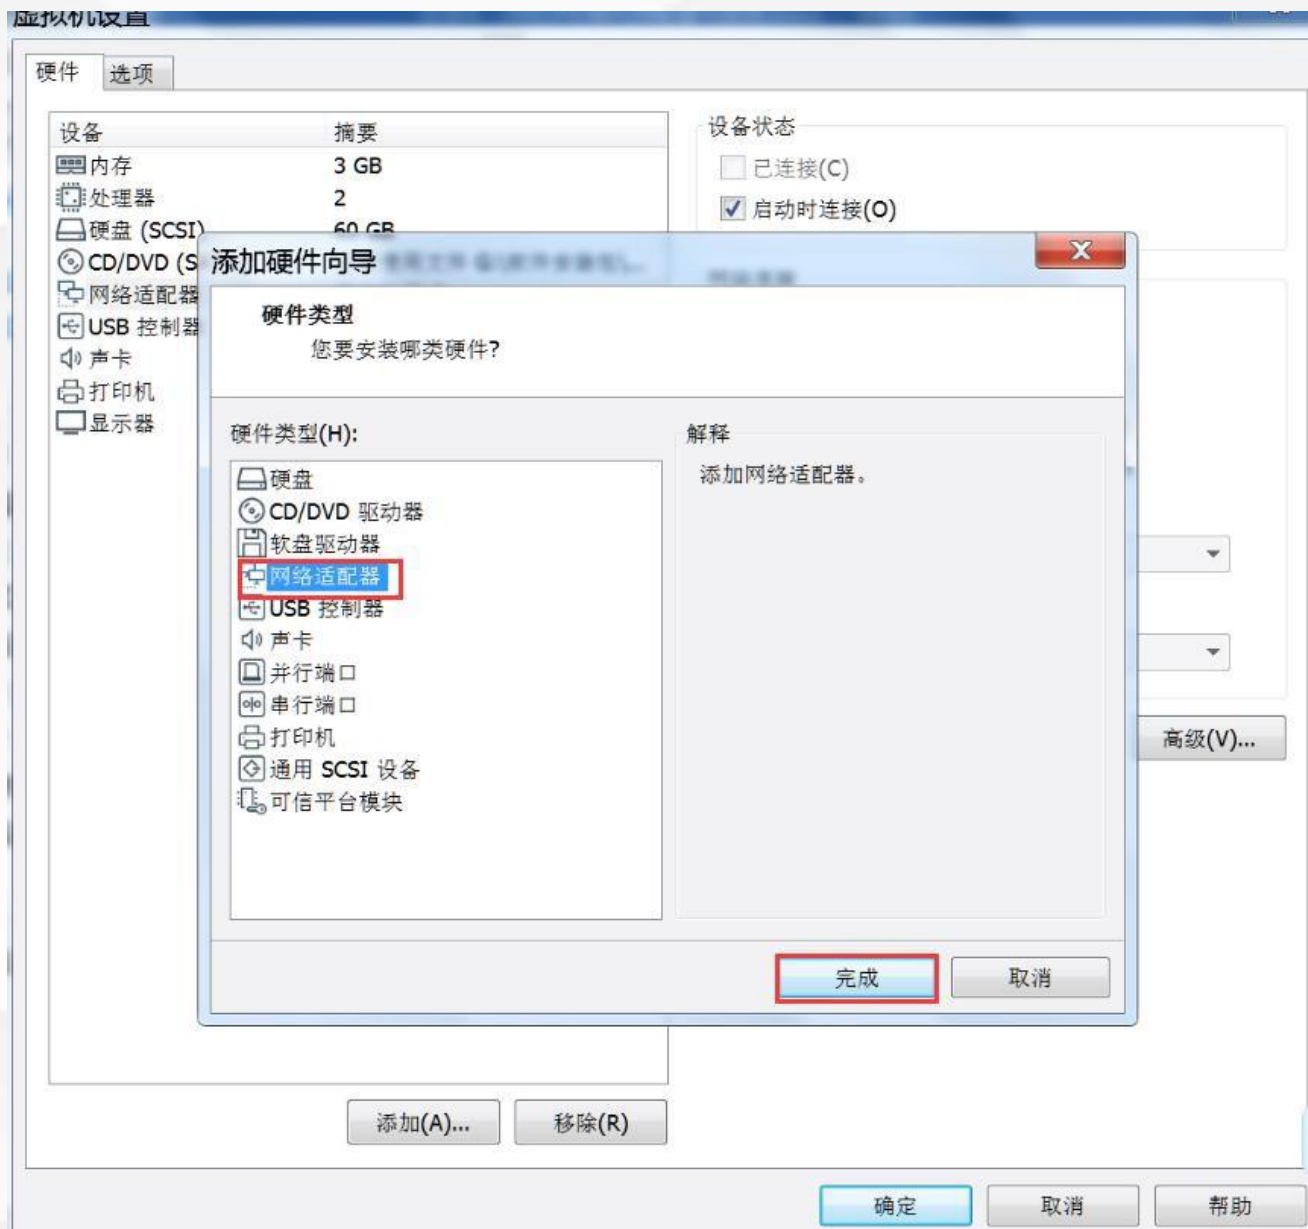 虚拟机设置
硬件 选项
设备 摘要
内存 3 GB
处理器 2
硬盘 (SCSI) 60 GB
CD/DVD (S
网络适配器
USB 控制器
声卡
打印机
显示器
设备状态
已连接(C)
启动时连接(O)
添加硬件向导
硬件类型
您要安装哪类硬件?
硬件类型(H):
硬盘
CD/DVD 驱动器
软盘驱动器
网络适配器
USB 控制器
声卡
并行端口
串行端口
打印机
通用 SCSI 设备
可信平台模块
解释
添加网络适配器。
完成 取消
高级(V)...
添加(A)... 移除(R)
确定 取消 帮助